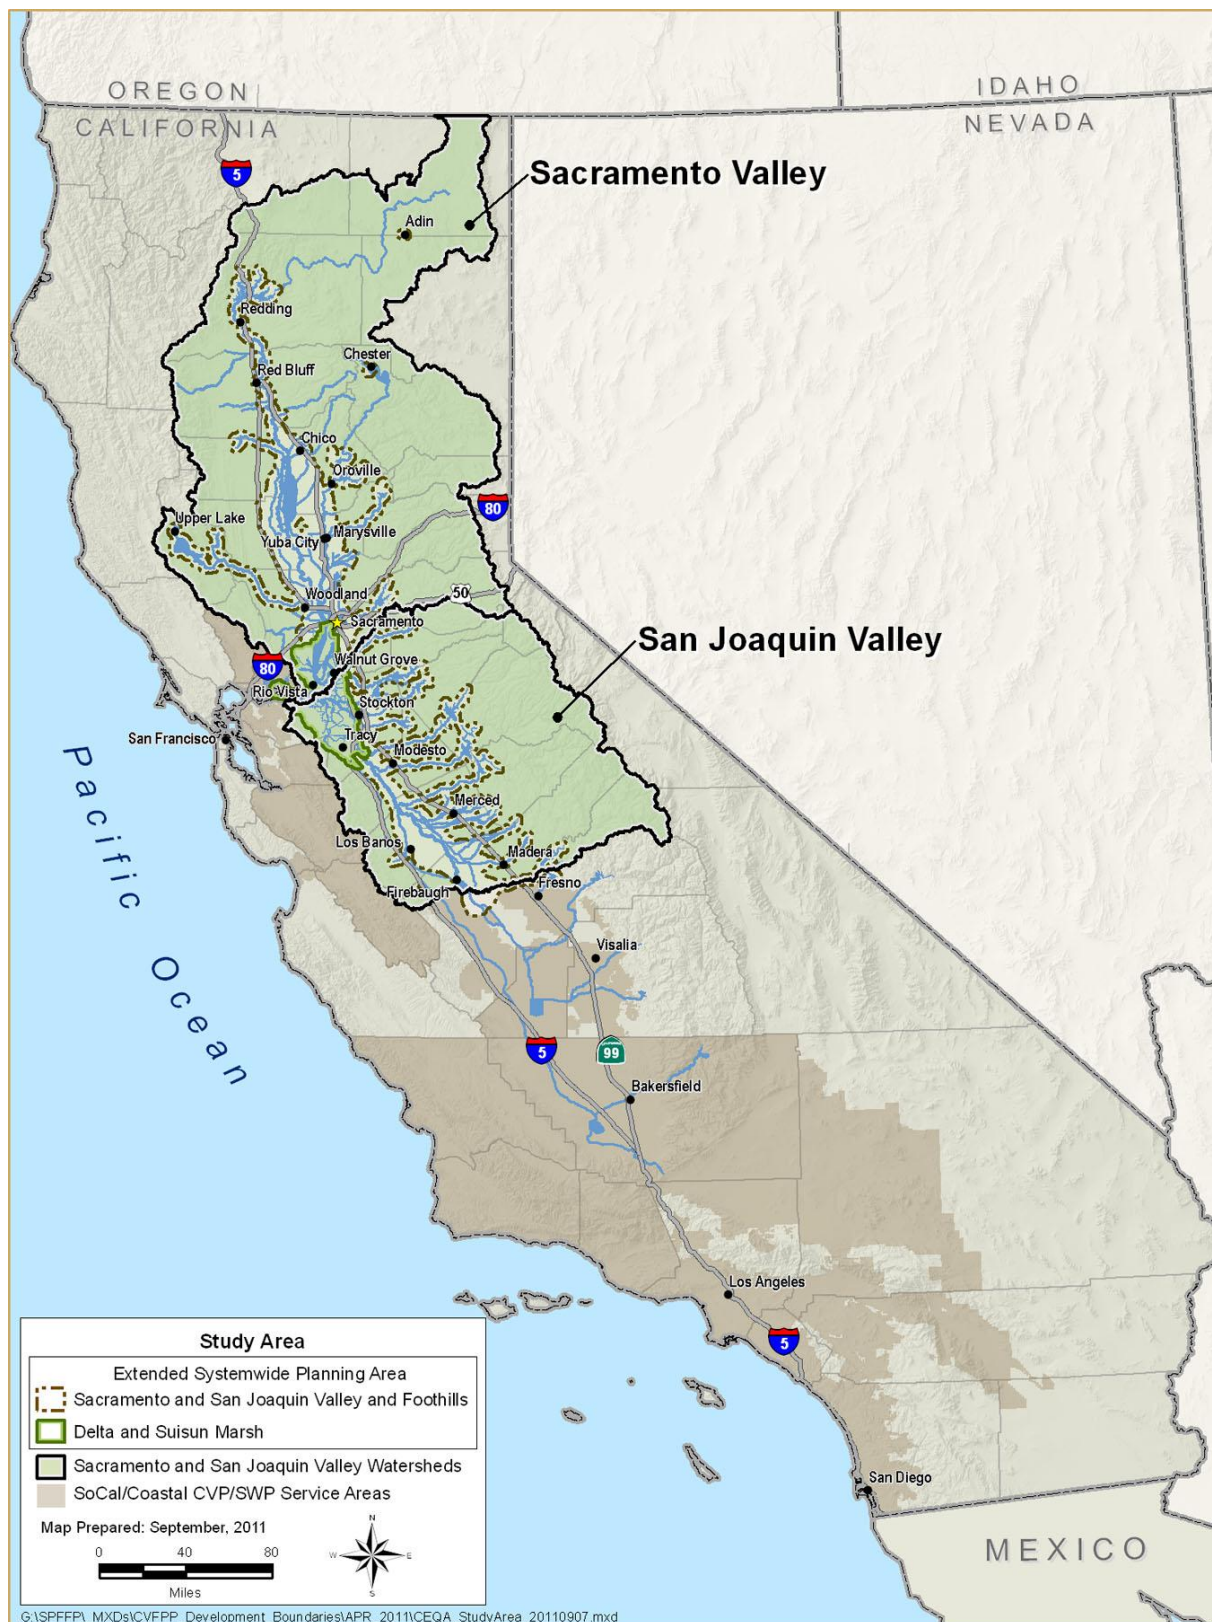 OREGON
IDAHO
CALIFORNIA
NEVADA
5
Sacramento Valley
Adin
Redding
Chester
Red Bluff
Chico
Oroville
80
Upper Lake
Marysville
Yuba City
50
Woodland
Sacramento
San Joaquin Valley
Walnut Grove
80
Rio Vista
Stockton
San Francisco
Tracy
Modesto
Pacific Ocean
Merced
Los Banos
Madera
Firebaugh
Fresno
Visalia
5
99
Bakersfield
Los Angeles
5
San Diego
MEXICO
Study Area
Extended Systemwide Planning Area
Sacramento and San Joaquin Valley and Foothills
Delta and Suisun Marsh
Sacramento and San Joaquin Valley Watersheds
SoCal/Coastal CVP/SWP Service Areas
Map Prepared: September, 2011
N
W E
S
0 40 80
Miles
G:\SPFFP\_MXDs\CVFPP_Development_Boundaries\APR_2011\CEQA_StudyArea_20110907.mxd